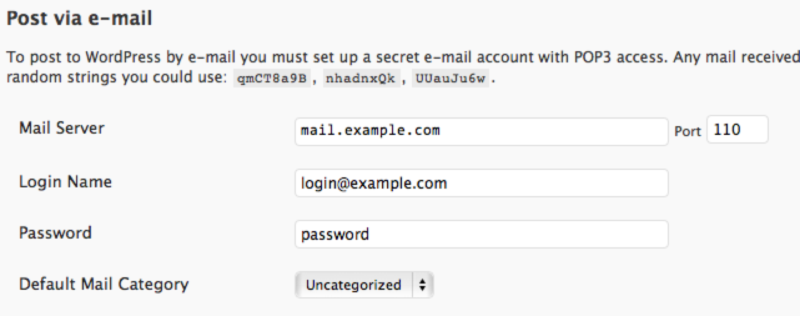 Post via e-mail
To post to WordPress by e-mail you must set up a secret e-mail account with POP3 access. Any mail received
random strings you could use: qmCT8a9B , nhadnxQk , UUauJu6w .
Mail Server mail.example.com Port 110
Login Name login@example.com
Password password
Default Mail Category Uncategorized